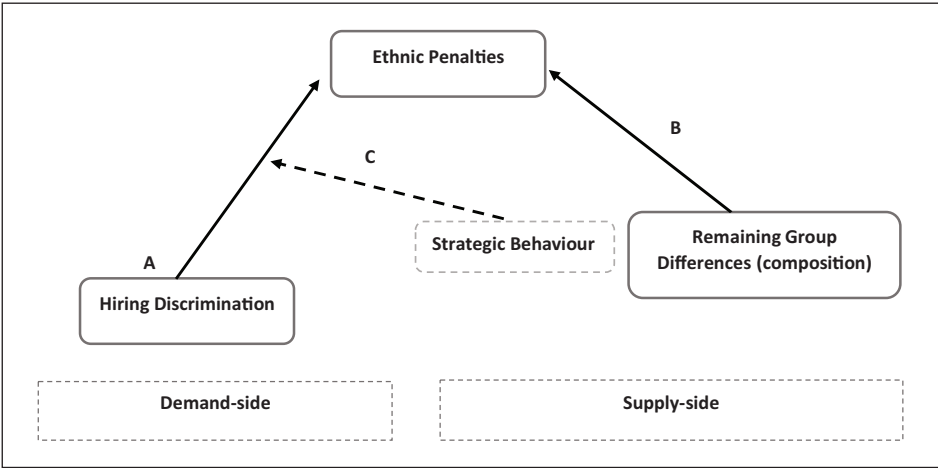 Ethnic Penalties
B
C
Strategic Behaviour
Remaining Group
Differences (composition)
A
Hiring Discrimination
Demand-side
Supply-side